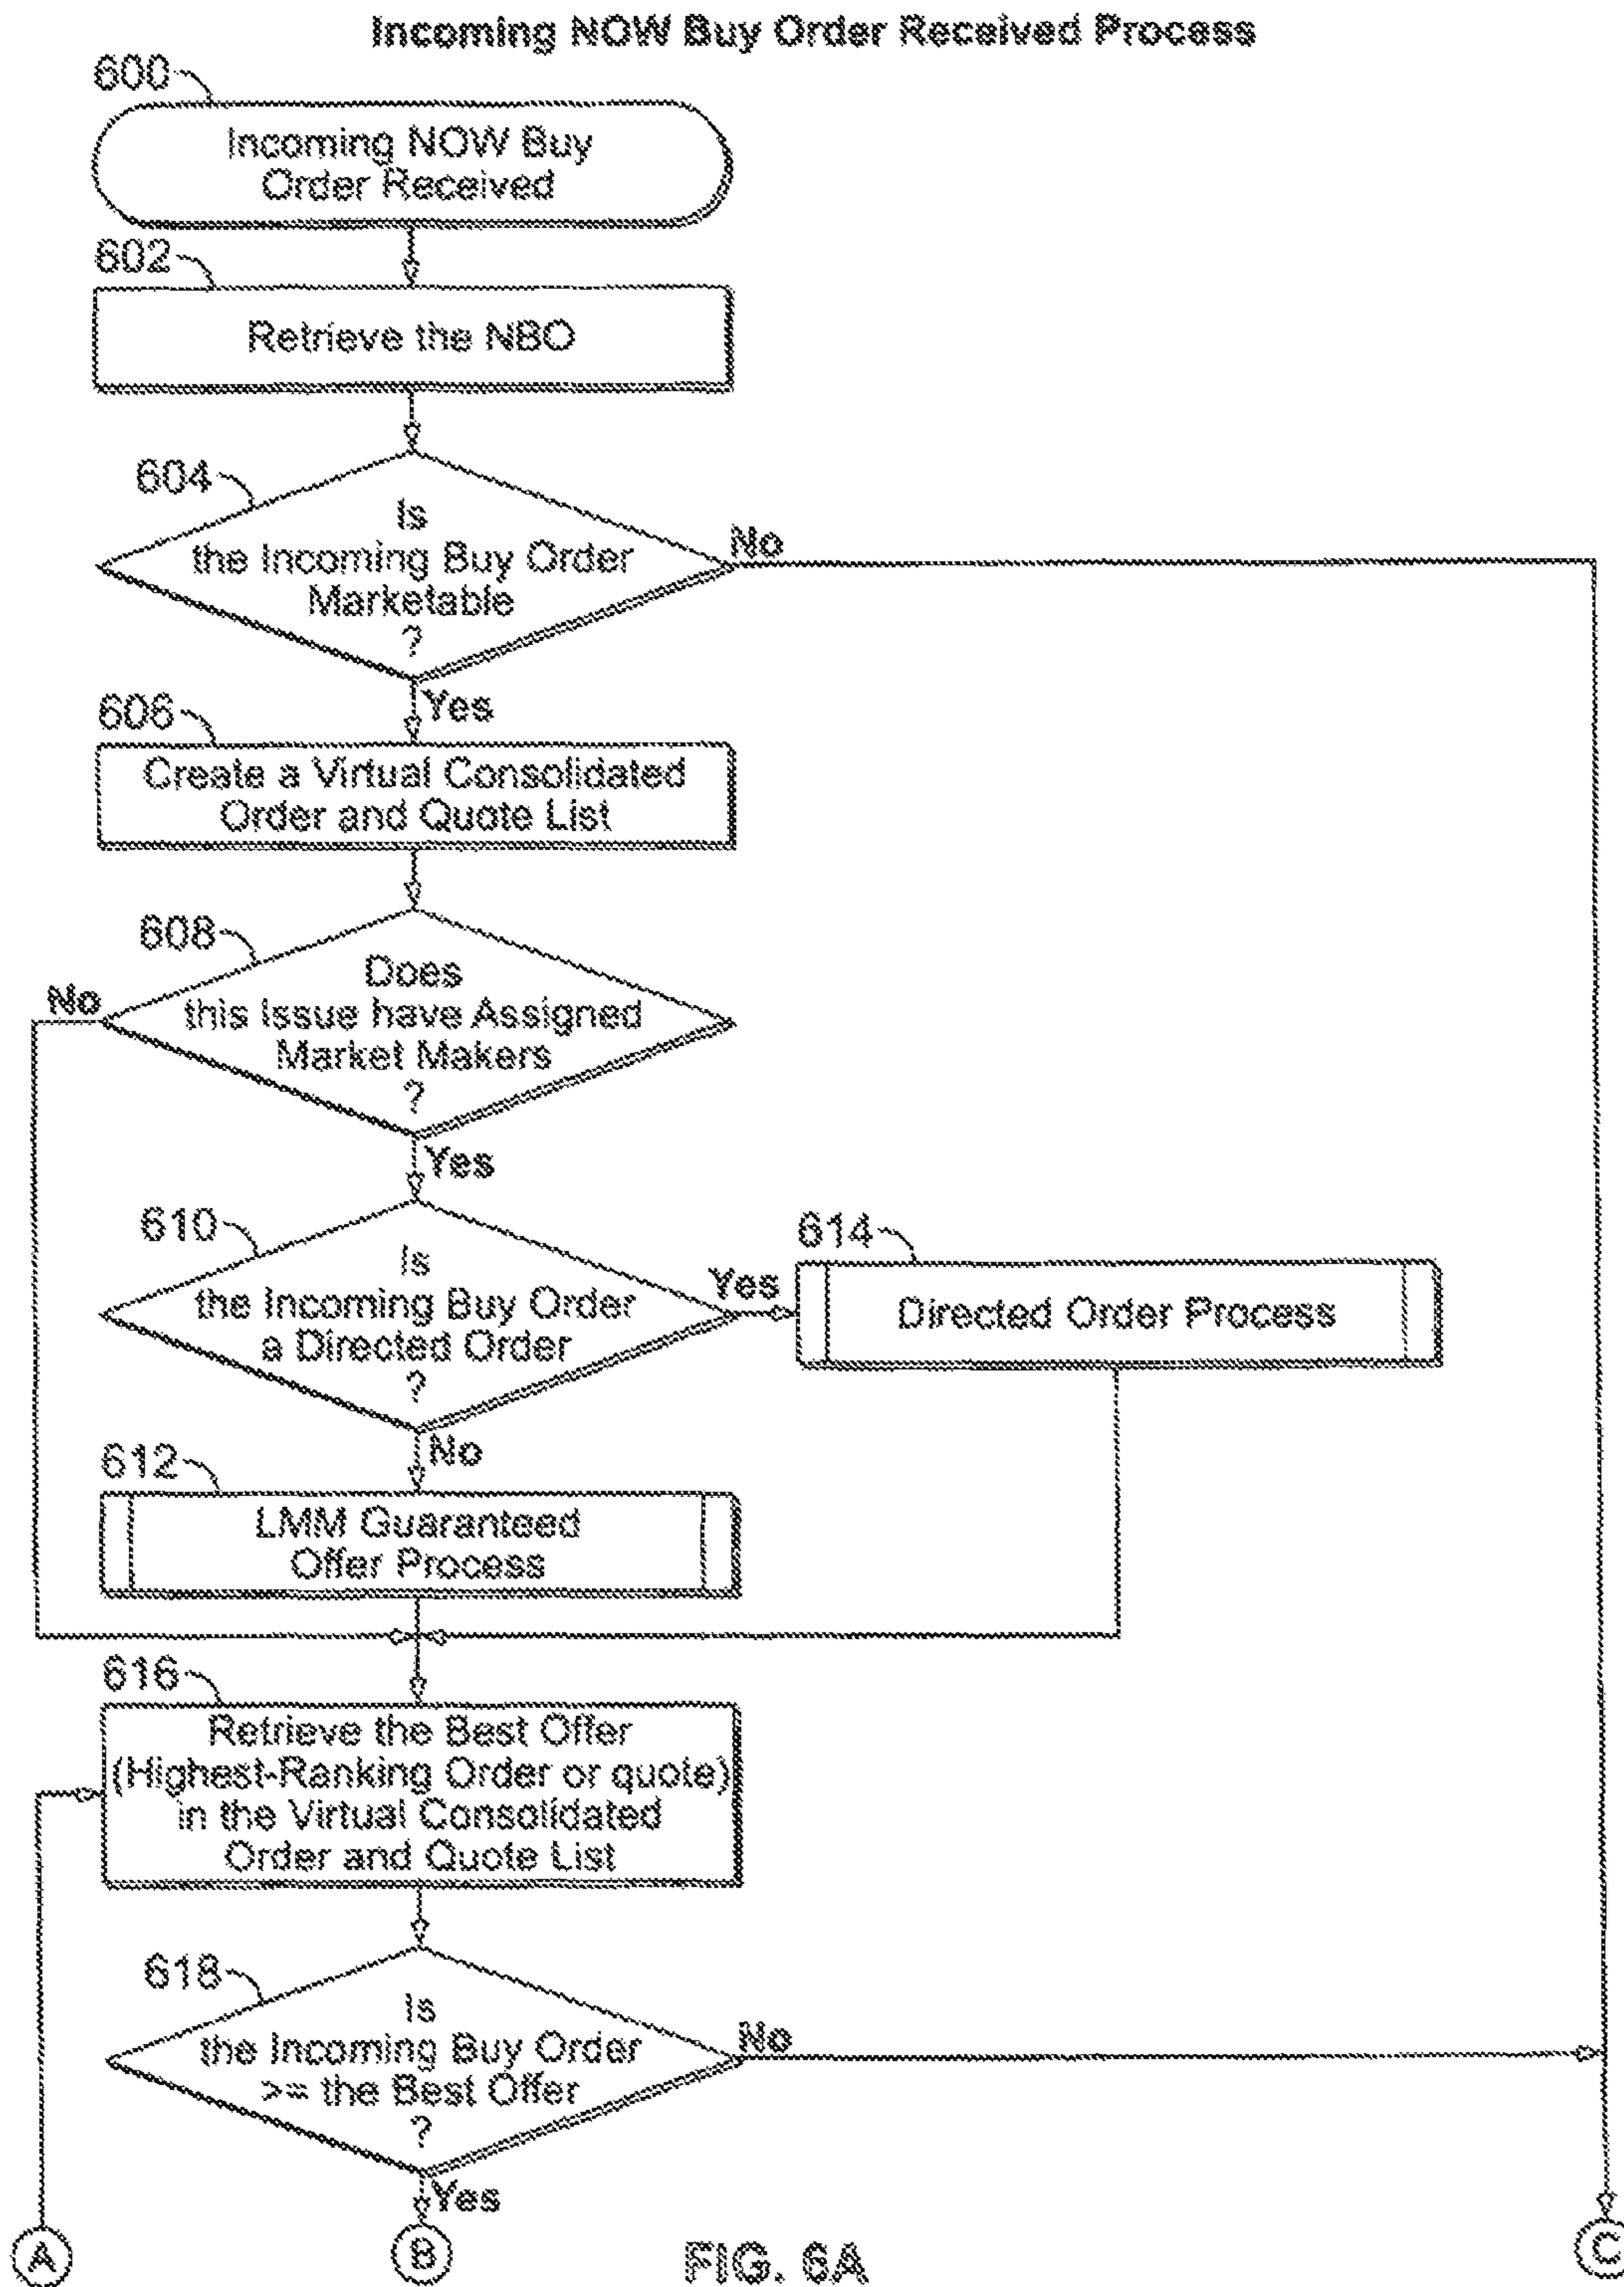 Incoming NOW Buy Order Received Process
600
Incoming NOW Buy
Order Received
602
Retrieve the NBO
604
Is
the Incoming Buy Order
Marketable
?
No
Yes
606
Create a Virtual Consolidated
Order and Quote List
608
Does
this Issue have Assigned
Market Makers
?
No
Yes
610
Is
the Incoming Buy Order
a Directed Order
?
Yes
614
Directed Order Process
No
612
LMM Guaranteed
Offer Process
616
Retrieve the Best Offer
(Highest-Ranking Order or quote)
in the Virtual Consolidated
Order and Quote List
618
Is
the Incoming Buy Order
>= the Best Offer
?
No
Yes
A
B
C
FIG. 6A